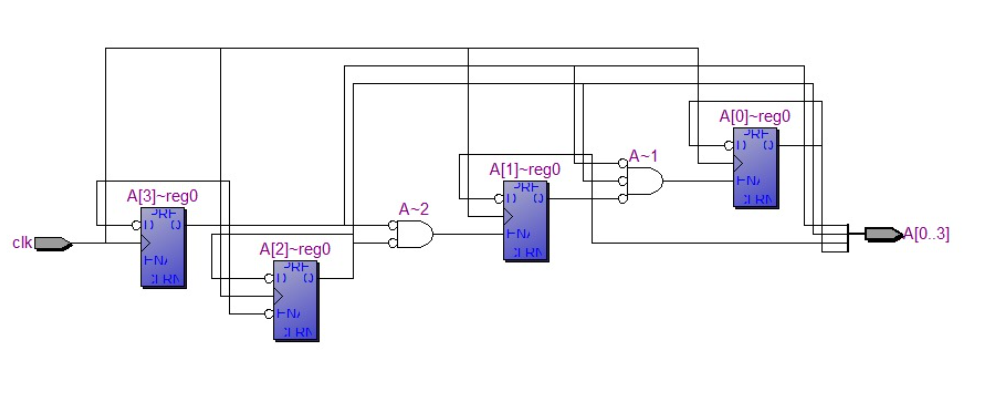 A[0]~reg0
PRE
D Q
ENA
CLRN
A~1
A[1]~reg0
PRE
D Q
ENA
CLRN
A[3]~reg0
PRE
D Q
ENA
CLRN
A~2
A[0..3]
clk
A[2]~reg0
PRE
D Q
ENA
CLRN